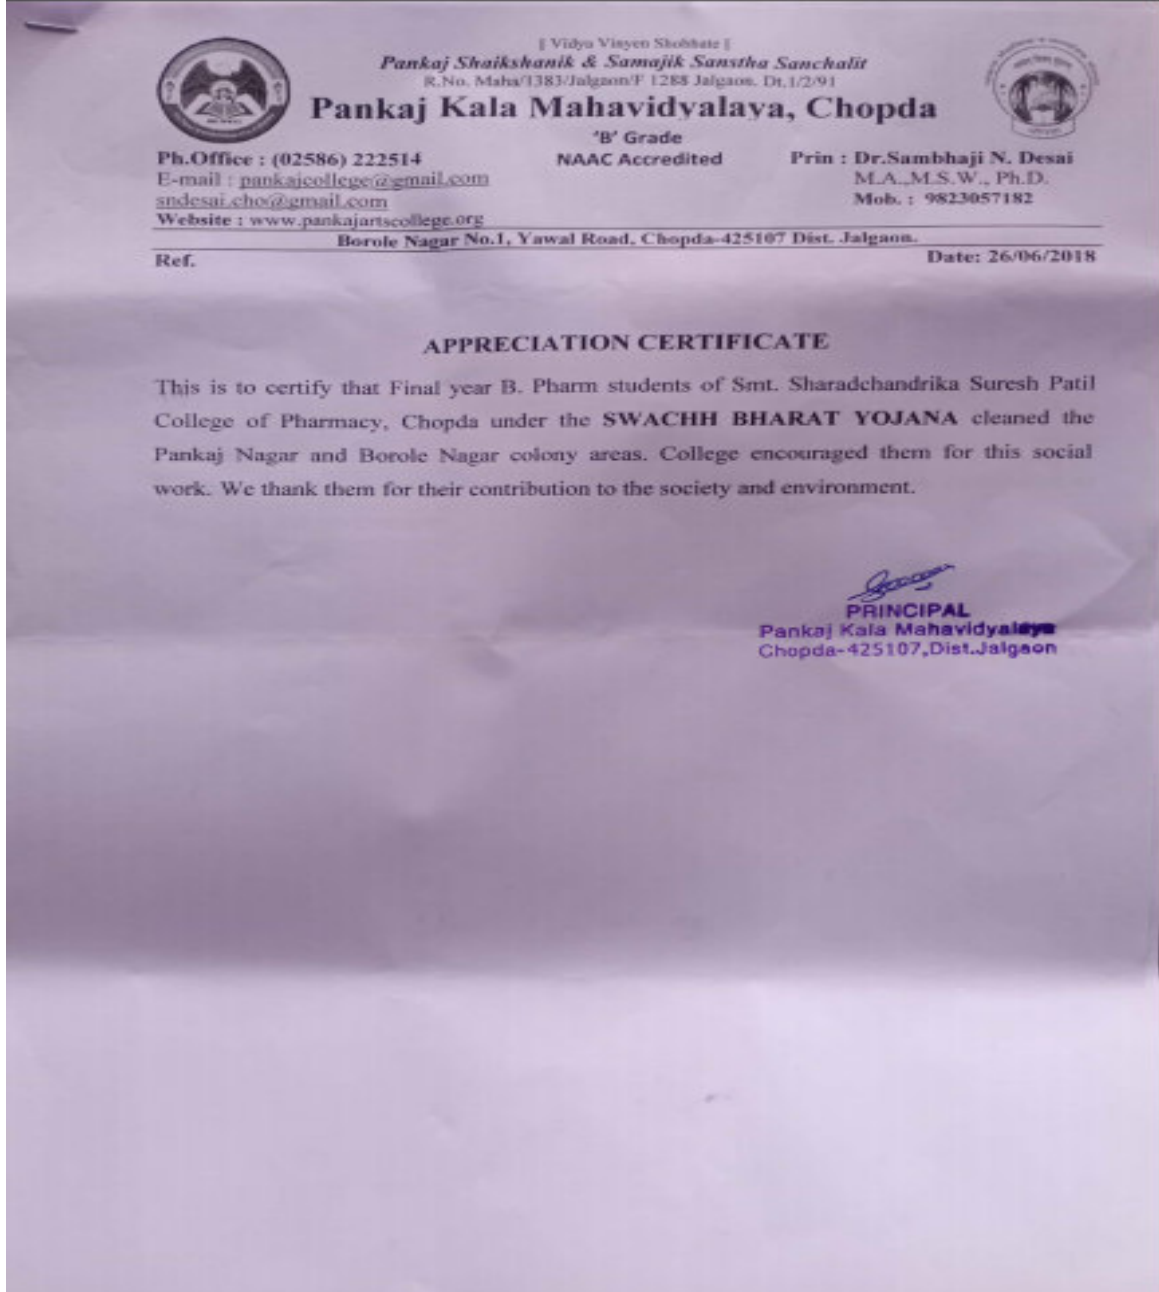 || Vidya Vinyen Shobhate ||
Pankaj Shaikshanik & Samajik Sanstha Sanchalit
R.No. Maha/1383/Jalgaon/F 1288 Jalgaon. Dt.1/2/91
Pankaj Kala Mahavidyalaya, Chopda
‘B’ Grade
NAAC Accredited
Ph.Office : (02586) 222514
E-mail : pankajcollege@gmail.com
sndesai.cho@gmail.com
Website : www.pankajartscollege.org
Prin : Dr.Sambhaji N. Desai
M.A.,M.S.W., Ph.D.
Mob. : 9823057182
Borole Nagar No.1, Yawal Road, Chopda-425107 Dist. Jalgaon.
Ref.
Date: 26/06/2018
APPRECIATION CERTIFICATE
This is to certify that Final year B. Pharm students of Smt. Sharadchandrika Suresh Patil
College of Pharmacy, Chopda under the SWACHH BHARAT YOJANA cleaned the
Pankaj Nagar and Borole Nagar colony areas. College encouraged them for this social
work. We thank them for their contribution to the society and environment.
PRINCIPAL
Pankaj Kala Mahavidyalaya
Chopda-425107,Dist.Jalgaon